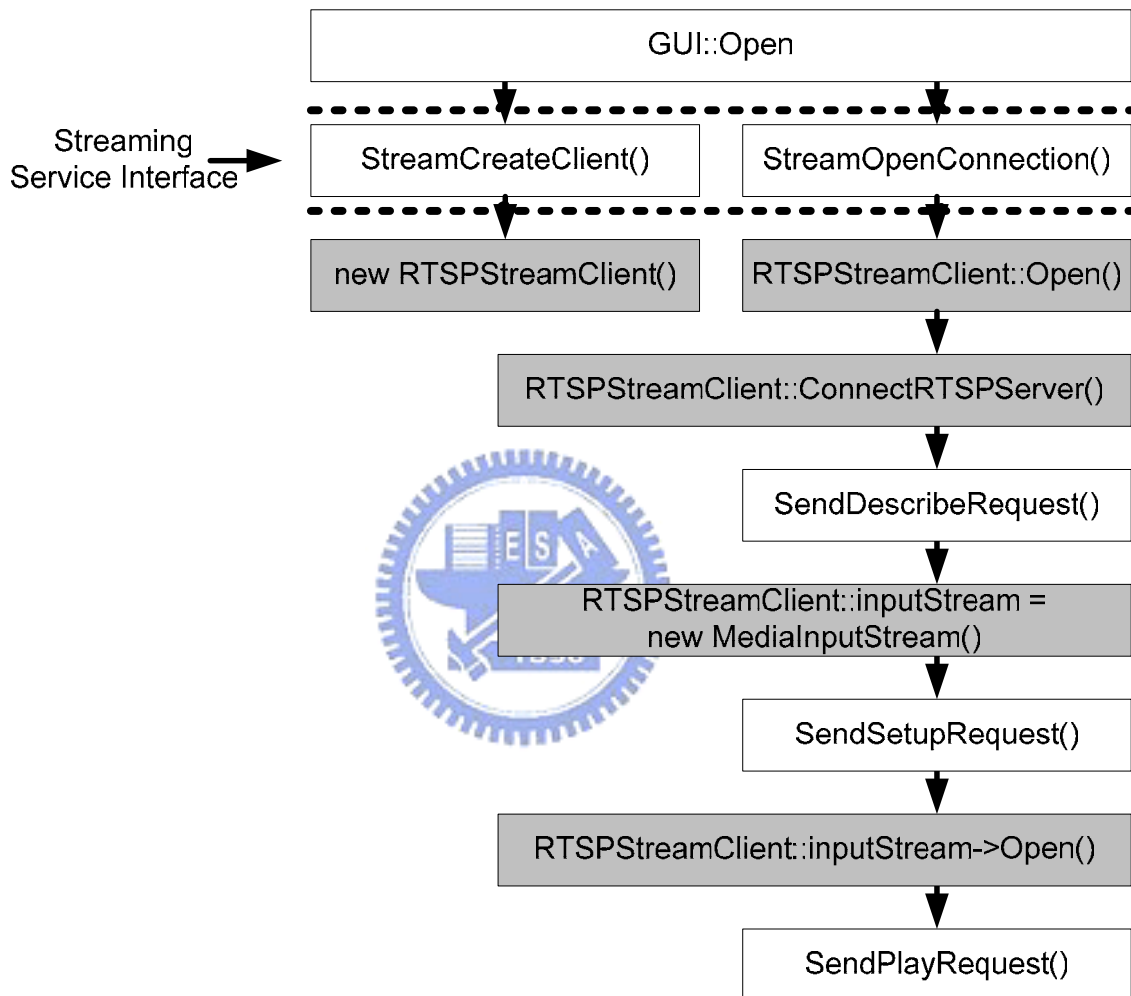 GUI::Open
Streaming
Service Interface
StreamCreateClient()
StreamOpenConnection()
new RTSPStreamClient()
RTSPStreamClient::Open()
RTSPStreamClient::ConnectRTSPServer()
SendDescribeRequest()
E S A
RTSPStreamClient::inputStream =
new MediaInputStream()
SendSetupRequest()
RTSPStreamClient::inputStream->Open()
SendPlayRequest()